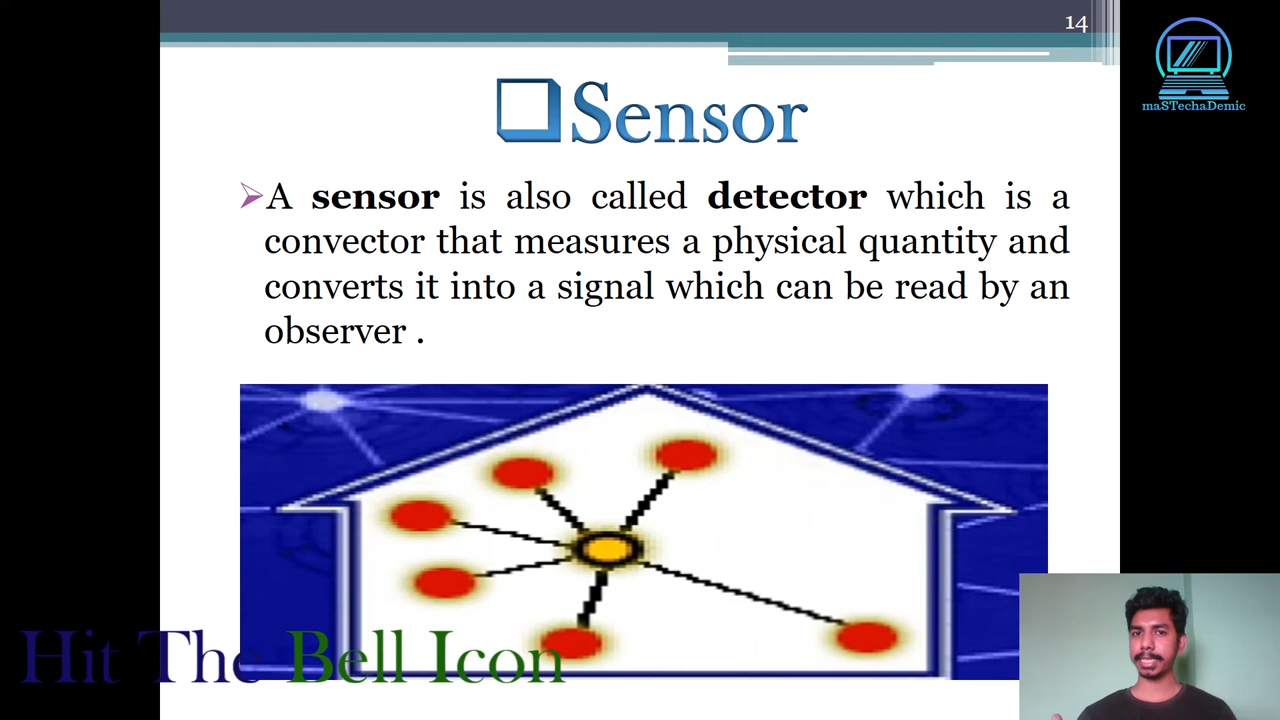 14
maSTechaDemic
Sensor
A sensor is also called detector which is a
convector that measures a physical quantity and
converts it into a signal which can be read by an
observer .
Hit The Bell Icon